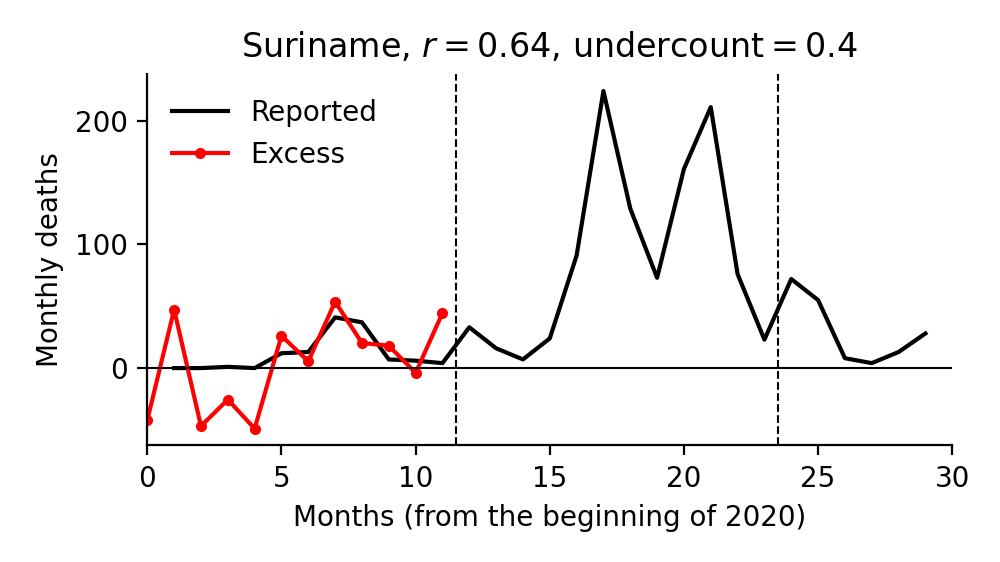 Suriname, r = 0.64, undercount = 0.4
Reported
Excess
Monthly deaths
200
100
0
0 5 10 15 20 25 30
Months (from the beginning of 2020)